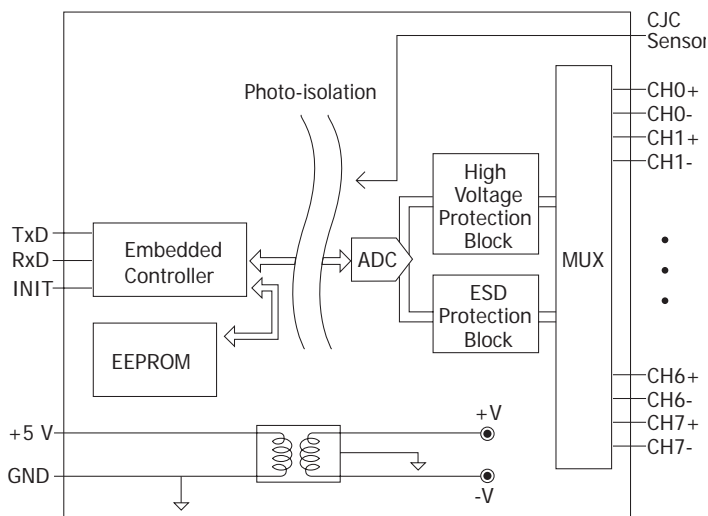 CJC
Sensor
Photo-isolation
CH0+
CH0-
CH1+
CH1-
High
Voltage
Protection
Block
TxD
RxD
INIT
Embedded
Controller
ADC
MUX
ESD
Protection
Block
EEPROM
CH6+
CH6-
CH7+
CH7-
+5 V
+V
GND
-V